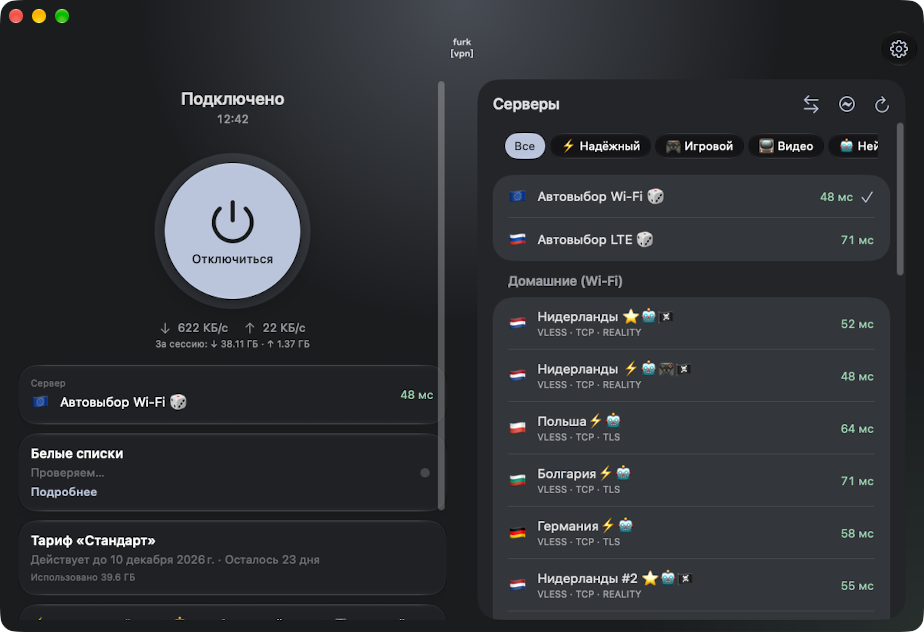 furk
[vpn]
Подключено
12:42
Отключиться
↓ 622 КБ/с ↑ 22 КБ/с
За сессию: ↓ 38.11 ГБ · ↑ 1.37 ГБ
Сервер
Автовыбор Wi-Fi 🎲 48 мс
Белые списки
Проверяем...
Подробнее
Тариф «Стандарт»
Действует до 10 декабря 2026 г. · Осталось 23 дня
Использовано 39.6 ГБ
Серверы
Все ⚡ Надёжный 🎮 Игровой 📺 Видео 🤖 Ней
Автовыбор Wi-Fi 🎲 48 мс ✓
Автовыбор LTE 🎲 71 мс
Домашние (Wi-Fi)
Нидерланды ⭐🤖 52 мс
VLESS · TCP · REALITY
Нидерланды ⚡🤖🎮 48 мс
VLESS · TCP · REALITY
Польша ⚡🤖 64 мс
VLESS · TCP · TLS
Болгария ⚡🤖 71 мс
VLESS · TCP · TLS
Германия ⚡🤖 58 мс
VLESS · TCP · TLS
Нидерланды #2 ⭐🤖 55 мс
VLESS · TCP · REALITY